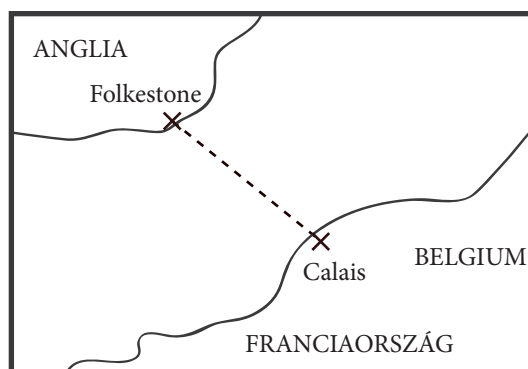 ANGLIA
Folkestone
BELGIUM
Calais
FRANCIAORSZÁG